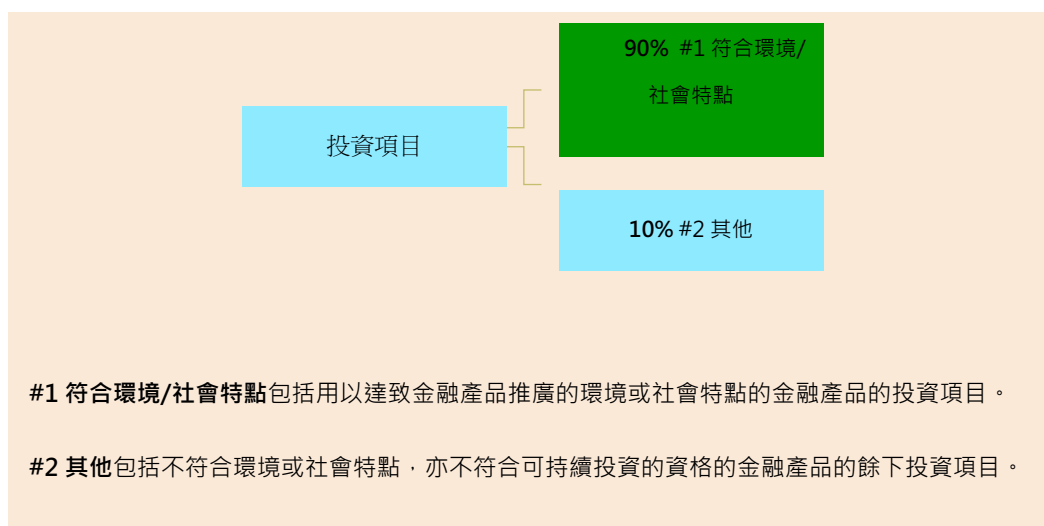 90% #1 符合環境/
社會特點
投資項目
10% #2 其他
#1 符合環境/社會特點包括用以達致金融產品推廣的環境或社會特點的金融產品的投資項目。
#2 其他包括不符合環境或社會特點，亦不符合可持續投資的資格的金融產品的餘下投資項目。